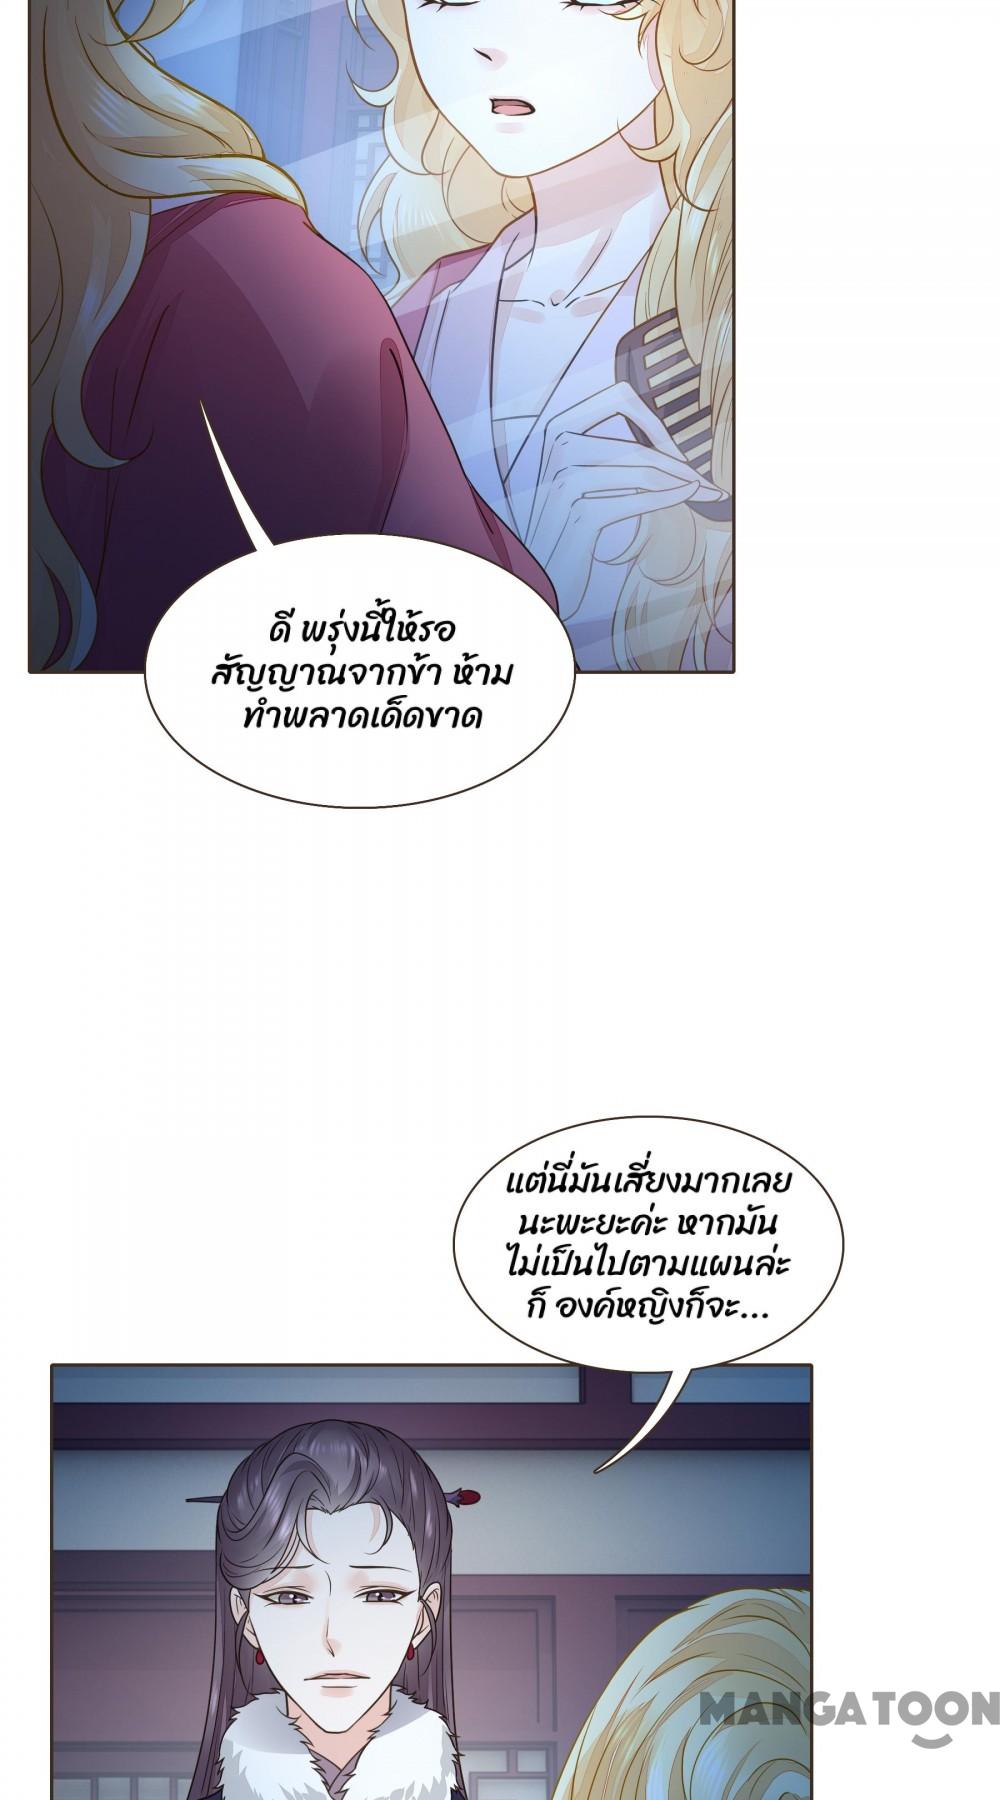 ดี พรุ่งนี้ให้รอ
สัญญาณจากข้า ห้าม
ทำพลาดเด็ดขาด
แต่นี่มันเสี่ยงมากเลย
นะพะยะค่ะ หากมัน
ไม่เป็นไปตามแผนล่ะ
ก็ องค์หญิงก็จะ...
MANGATOON